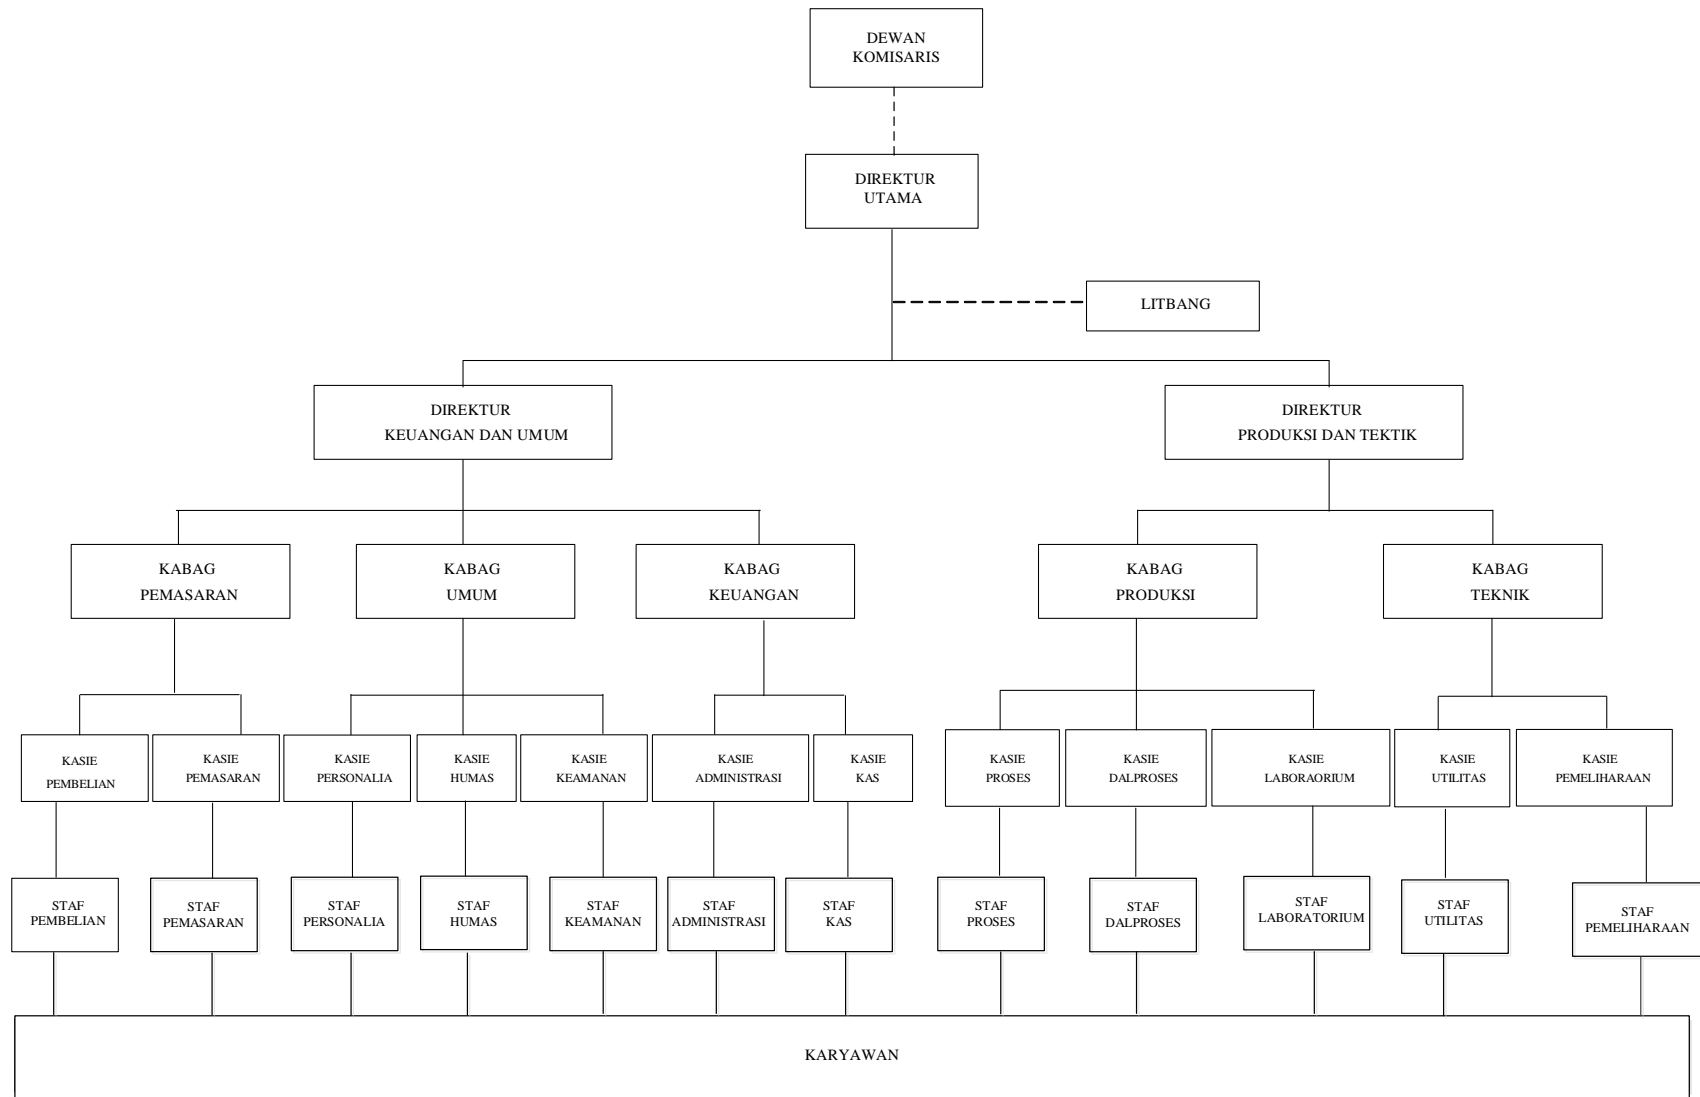 DEWAN
KOMISARIS
DIREKTUR
UTAMA
LITBANG
DIREKTUR
KEUANGAN DAN UMUM
DIREKTUR
PRODUKSI DAN TEKTIK
KABAG
PEMASARAN
KABAG
UMUM
KABAG
KEUANGAN
KABAG
PRODUKSI
KABAG
TEKNIK
KASIE
PEMBELIAN
KASIE
PEMASARAN
KASIE
PERSONALIA
KASIE
HUMAS
KASIE
KEAMANAN
KASIE
ADMINISTRASI
KASIE
KAS
KASIE
PROSES
KASIE
DALPROSES
KASIE
LABORAORIUM
KASIE
UTILITAS
KASIE
PEMELIHARAAN
STAF
PEMBELIAN
STAF
PEMASARAN
STAF
PERSONALIA
STAF
HUMAS
STAF
KEAMANAN
STAF
ADMINISTRASI
STAF
KAS
STAF
PROSES
STAF
DALPROSES
STAF
LABORATORIUM
STAF
UTILITAS
STAF
PEMELIHARAAN
KARYAWAN